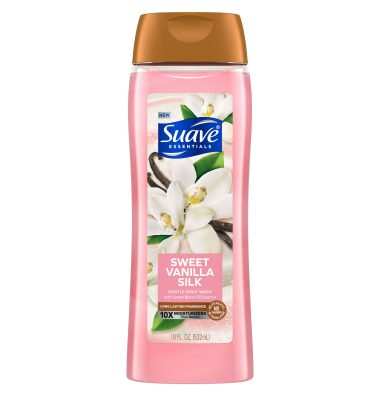 NEW
Suave
ESSENTIALS
SWEET
VANILLA
SILK
GENTLE BODY WASH
LONG LASTING FRAGRANCE
10X MOISTURIZERS
18 FL. OZ. (532mL)